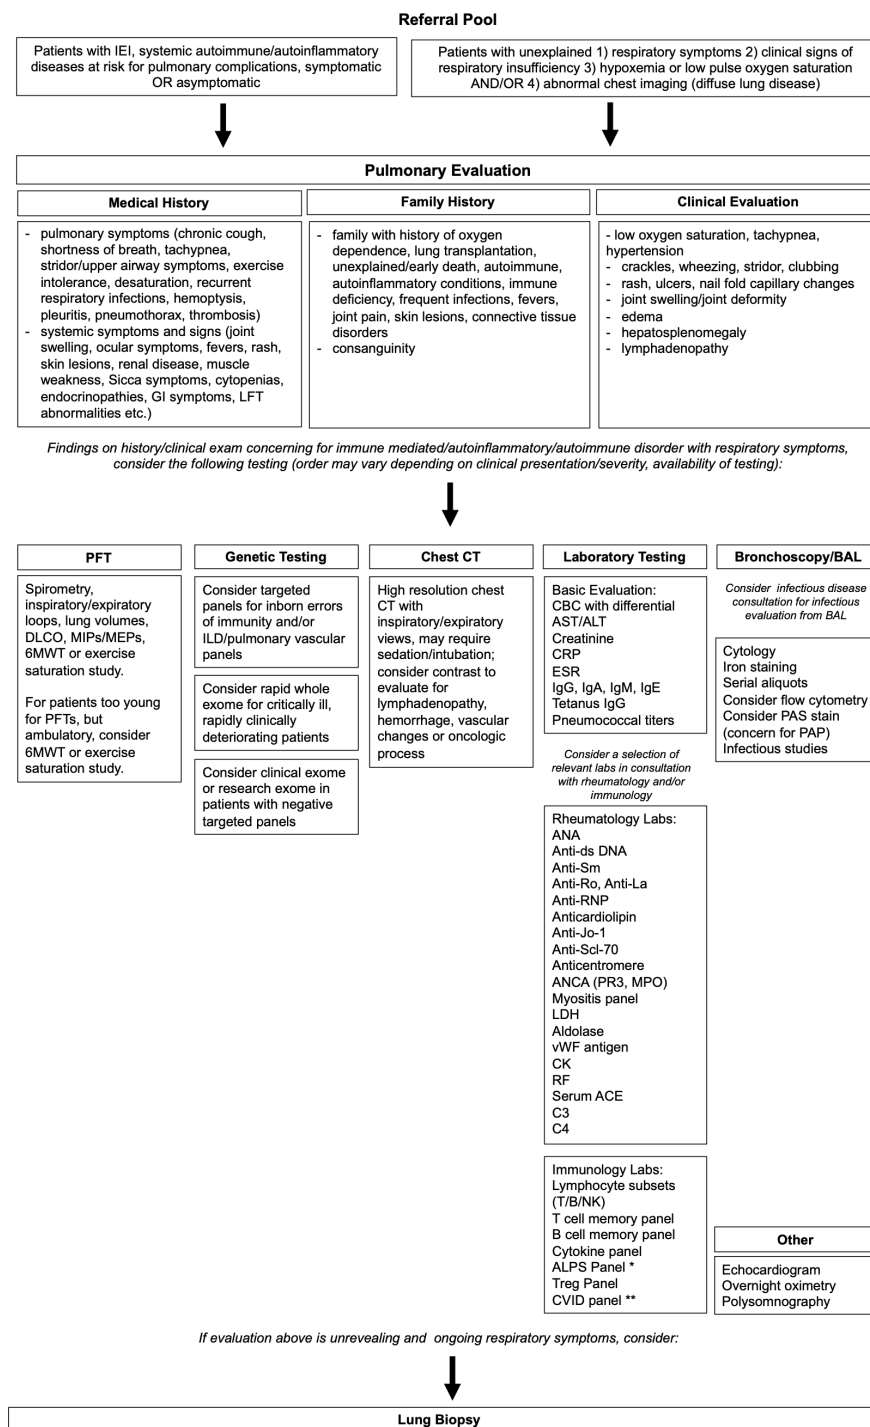 Referral Pool
Patients with IEI, systemic autoimmune/autoinflammatory
diseases at risk for pulmonary complications, symptomatic
OR asymptomatic
Patients with unexplained 1) respiratory symptoms 2) clinical signs of
respiratory insufficiency 3) hypoxemia or low pulse oxygen saturation
AND/OR 4) abnormal chest imaging (diffuse lung disease)
Pulmonary Evaluation
Medical History
- pulmonary symptoms (chronic cough,
shortness of breath, tachypnea,
stridor/upper airway symptoms, exercise
intolerance, desaturation, recurrent
respiratory infections, hemoptysis,
pleuritis, pneumothorax, thrombosis)
- systemic symptoms and signs (joint
swelling, ocular symptoms, fevers, rash,
skin lesions, renal disease, muscle
weakness, Sicca symptoms, cytopenias,
endocrinopathies, GI symptoms, LFT
abnormalities etc.)
Family History
- family with history of oxygen
dependence, lung transplantation,
unexplained/early death, autoimmune,
autoinflammatory conditions, immune
deficiency, frequent infections, fevers,
joint pain, skin lesions, connective tissue
disorders
- consanguinity
Clinical Evaluation
- low oxygen saturation, tachypnea,
hypertension
- crackles, wheezing, stridor, clubbing
- rash, ulcers, nail fold capillary changes
- joint swelling/joint deformity
- edema
- hepatosplenomegaly
- lymphadenopathy
Findings on history/clinical exam concerning for immune mediated/autoinflammatory/autoimmune disorder with respiratory symptoms,
consider the following testing (order may vary depending on clinical presentation/severity, availability of testing):
PFT
Spirometry,
inspiratory/expiratory
loops, lung volumes,
DLCO, MIPs/MEPs,
6MWT or exercise
saturation study.
For patients too young
for PFTs, but
ambulatory, consider
6MWT or exercise
saturation study.
Genetic Testing
Consider targeted
panels for inborn errors
of immunity and/or
ILD/pulmonary vascular
panels
Consider rapid whole
exome for critically ill,
rapidly clinically
deteriorating patients
Consider clinical exome
or research exome in
patients with negative
targeted panels
Chest CT
High resolution chest
CT with
inspiratory/expiratory
views, may require
sedation/intubation;
consider contrast to
evaluate for
lymphadenopathy,
hemorrhage, vascular
changes or oncologic
process
Laboratory Testing
Basic Evaluation:
CBC with differential
AST/ALT
Creatinine
CRP
ESR
IgG, IgA, IgM, IgE
Tetanus IgG
Pneumococcal titers
Consider a selection of
relevant labs in consultation
with rheumatology and/or
immunology
Rheumatology Labs:
ANA
Anti-ds DNA
Anti-Sm
Anti-Ro, Anti-La
Anti-RNP
Anticardiolipin
Anti-Jo-1
Anti-Scl-70
Anticentromere
ANCA (PR3, MPO)
Myositis panel
LDH
Aldolase
vWF antigen
CK
RF
Serum ACE
C3
C4
Immunology Labs:
Lymphocyte subsets
(T/B/NK)
T cell memory panel
B cell memory panel
Cytokine panel
ALPS Panel *
Treg Panel
CVID panel **
Bronchoscopy/BAL
Consider infectious disease
consultation for infectious
evaluation from BAL
Cytology
Iron staining
Serial aliquots
Consider flow cytometry
Consider PAS stain
(concern for PAP)
Infectious studies
Other
Echocardiogram
Overnight oximetry
Polysomnography
If evaluation above is unrevealing and ongoing respiratory symptoms, consider:
Lung Biopsy